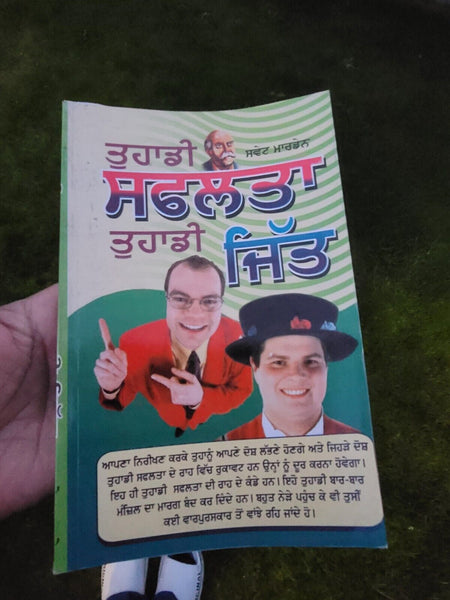 ਤੁਹਾਡੀ
ਸਵੇਟ ਮਾਰਡੇਨ
ਸਫਲਤਾ
ਤੁਹਾਡੀ
ਜਿੱਤ
ਆਪਣਾ ਨਿਰੀਖਣ ਕਰਕੇ ਤੁਹਾਨੂੰ ਆਪਣੇ ਦੋਸ਼ ਲੱਭਣੇ ਹੋਣਗੇ ਅਤੇ ਜਿਹੜੇ ਦੋਸ਼
ਤੁਹਾਡੀ ਸਫਲਤਾ ਦੇ ਰਾਹ ਵਿੱਚ ਰੁਕਾਵਟ ਹਨ ਉਨ੍ਹਾਂ ਨੂੰ ਦੂਰ ਕਰਨਾ ਹੋਵੇਗਾ।
ਇਹ ਹੀ ਤੁਹਾਡੀ ਸਫਲਤਾ ਦੀ ਰਾਹ ਦੇ ਕੰਡੇ ਹਨ। ਇਹੋ ਤੁਹਾਡੀ ਬਾਰ-ਬਾਰ
ਮੰਜ਼ਿਲ ਦਾ ਮਾਰਗ ਬੰਦ ਕਰ ਦਿੰਦੇ ਹਨ। ਬਹੁਤ ਨੇੜੇ ਪਹੁੰਚ ਕੇ ਵੀ ਤੁਸੀਂ
ਕਈ ਵਾਰ ਪੁਰਸਕਾਰ ਤੋਂ ਵਾਂਝੇ ਰਹਿ ਜਾਂਦੇ ਹੋ।